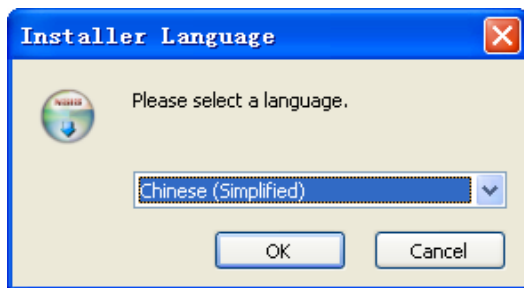 Installer Language
Please select a language.
Chinese (Simplified)
OK
Cancel